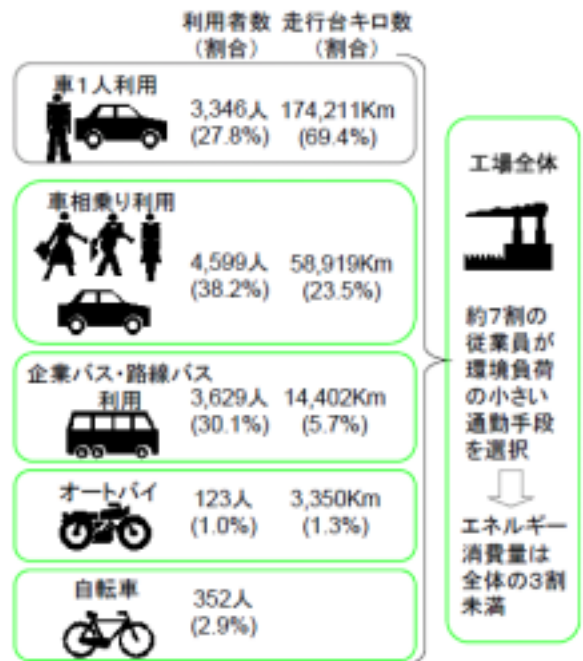 利用者数 走行台キロ数
(割合) (割合)
車1人利用
3,346人 174,211Km
(27.8%) (69.4%)
車相乗り利用
4,599人 58,919Km
(38.2%) (23.5%)
企業バス・路線バス
利用
3,629人 14,402Km
(30.1%) (5.7%)
オートバイ
123人 3,350Km
(1.0%) (1.3%)
自転車
352人
(2.9%)
工場全体
約7割の
従業員が
環境負荷
の小さい
通勤手段
を選択
エネルギー
消費量は
全体の3割
未満